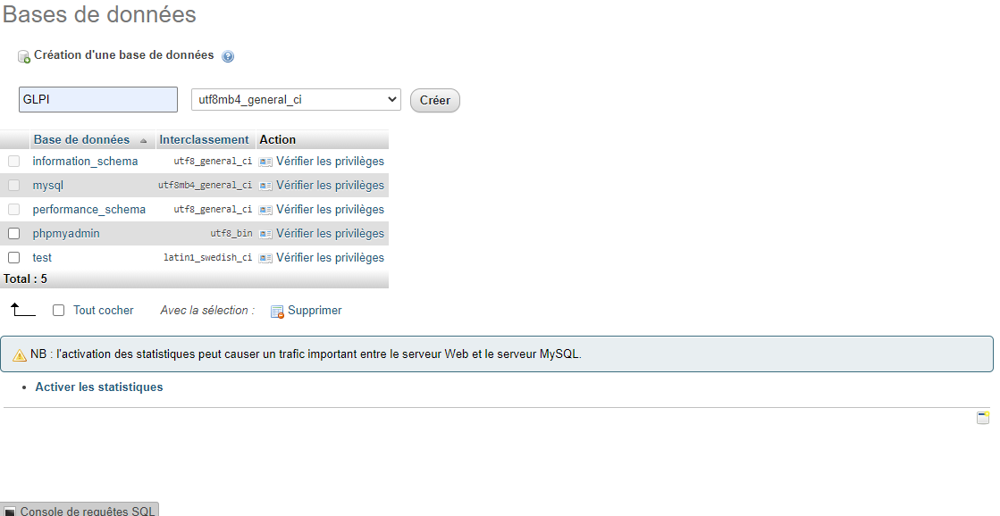 Bases de données
Création d'une base de données
GLPI utf8mb4_general_ci Créer
Base de données Interclassement Action
information_schema utf8_general_ci Vérifier les privilèges
mysql utf8mb4_general_ci Vérifier les privilèges
performance_schema utf8_general_ci Vérifier les privilèges
phpmyadmin utf8_bin Vérifier les privilèges
test latin1_swedish_ci Vérifier les privilèges
Total : 5
Tout cocher Avec la sélection : Supprimer
NB : l'activation des statistiques peut causer un trafic important entre le serveur Web et le serveur MySQL.
• Activer les statistiques
Console de requêtes SQL